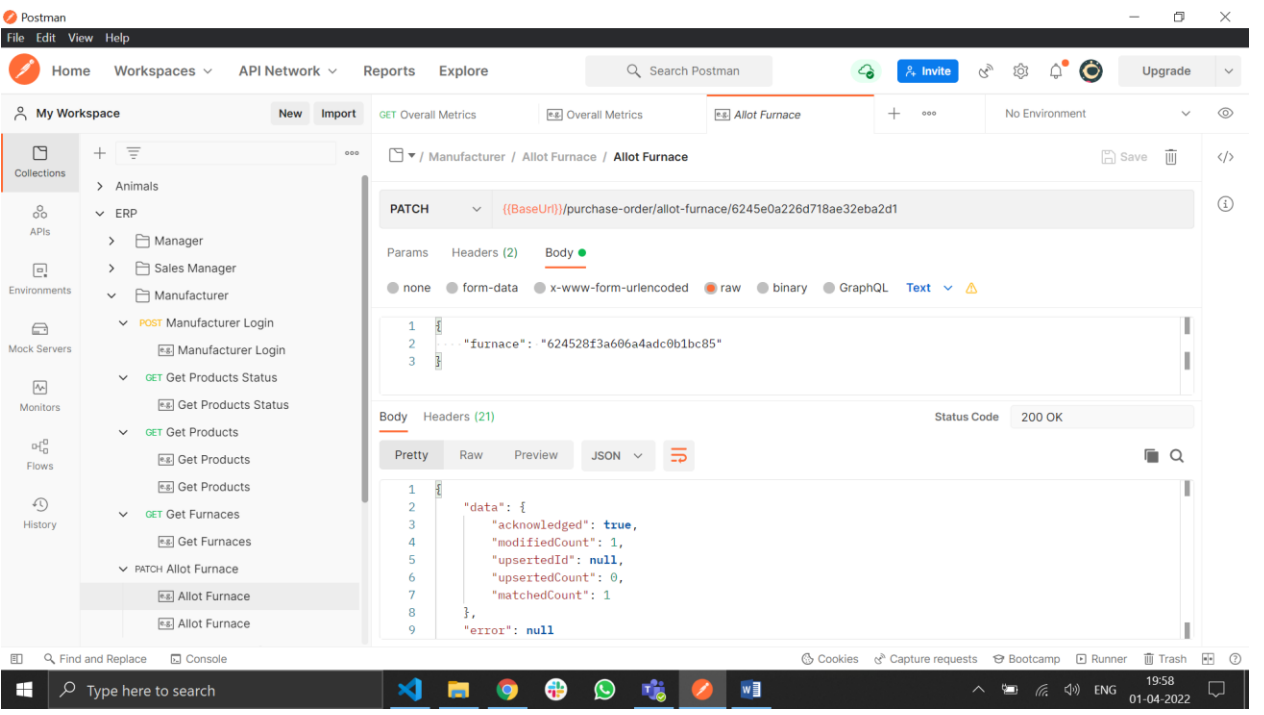 Postman
File Edit View Help
Home Workspaces API Network Reports Explore Search Postman Invite Upgrade
My Workspace New Import GET Overall Metrics e.g. Overall Metrics e.g. Allot Furnace No Environment
Collections
APIs
Environments
Mock Servers
Monitors
Flows
History
Animals
ERP
Manager
Sales Manager
Manufacturer
POST Manufacturer Login
e.g. Manufacturer Login
GET Get Products Status
e.g. Get Products Status
GET Get Products
e.g. Get Products
e.g. Get Products
GET Get Furnaces
e.g. Get Furnaces
PATCH Allot Furnace
e.g. Allot Furnace
e.g. Allot Furnace
/ Manufacturer / Allot Furnace / Allot Furnace Save
PATCH {{BaseUrl}}/purchase-order/allot-furnace/6245e0a226d718ae32eba2d1
Params Headers (2) Body
none form-data x-www-form-urlencoded raw binary GraphQL Text
1 {
2 "furnace": "624528f3a606a4adc0b1bc85"
3 }
Body Headers (21) Status Code 200 OK
Pretty Raw Preview JSON
1 {
2 "data": {
3 "acknowledged": true,
4 "modifiedCount": 1,
5 "upsertedId": null,
6 "upsertedCount": 0,
7 "matchedCount": 1
8 },
9 "error": null
Find and Replace Console Cookies Capture requests Bootcamp Runner Trash
Type here to search ENG 19:58
01-04-2022